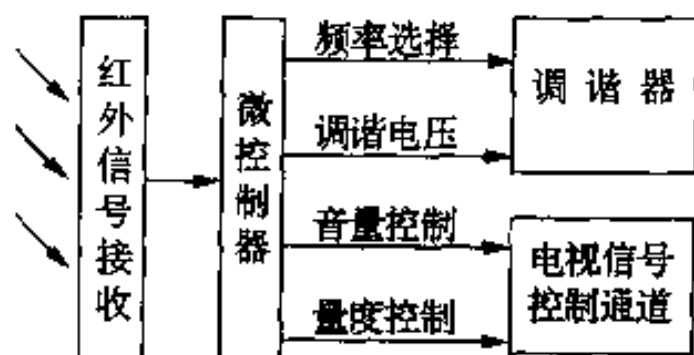 红外信号接收
微控制器
频率选择
调谐电压
音量控制
量度控制
调谐器
电视信号
控制通道